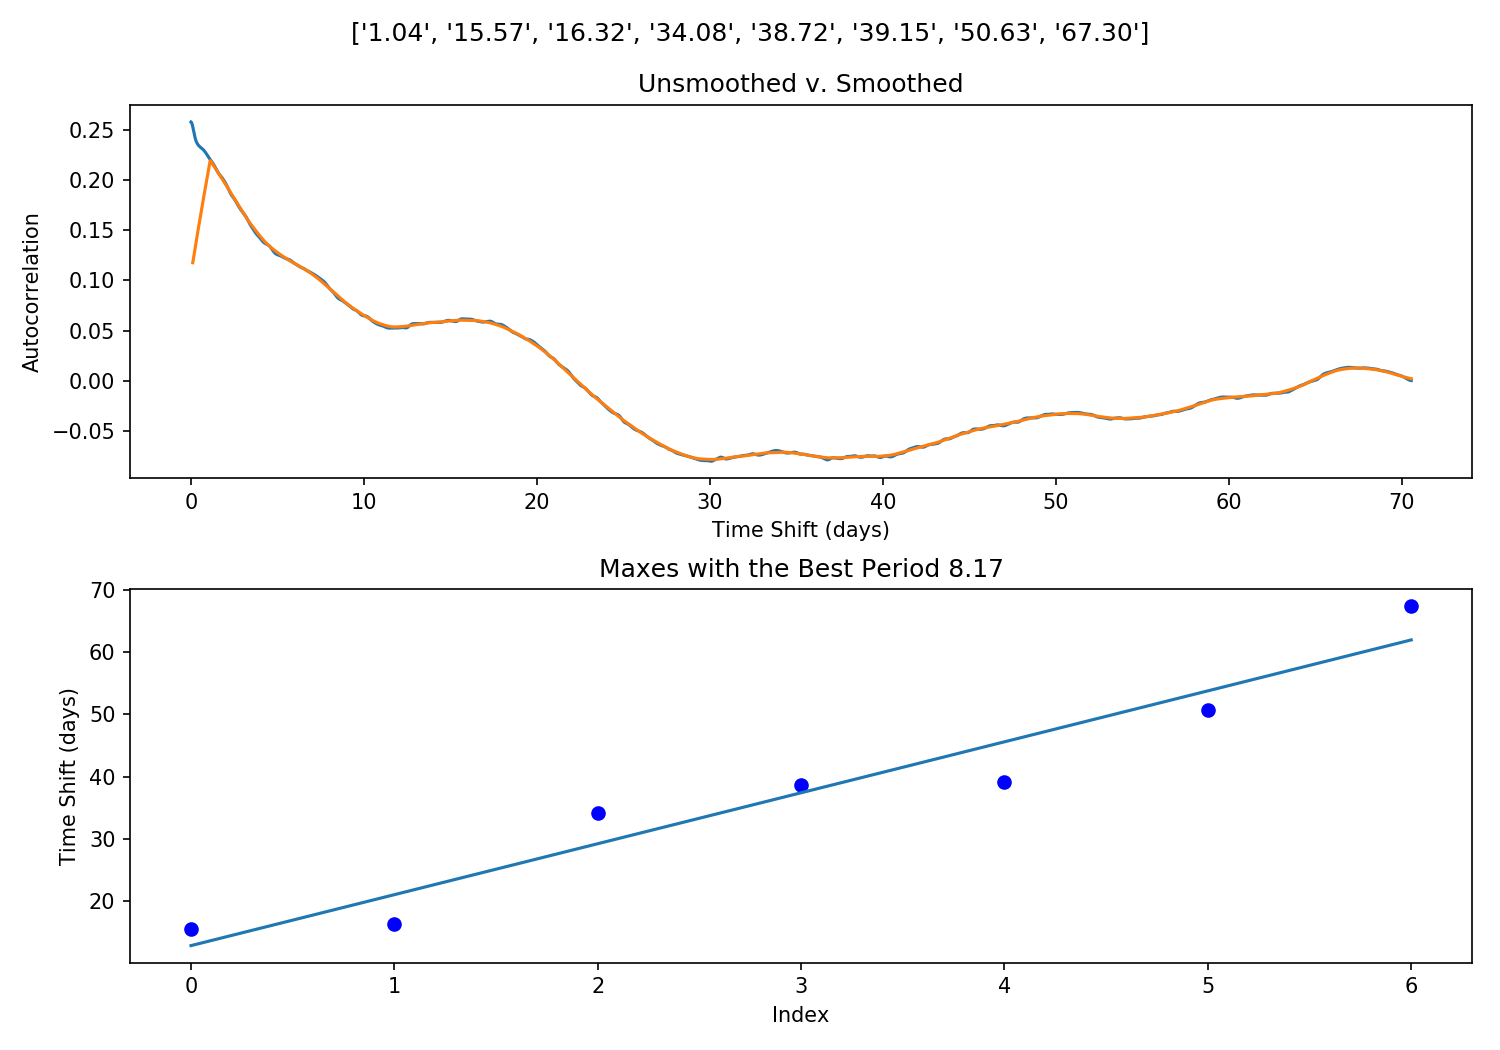 ['1.04', '15.57', '16.32', '34.08', '38.72', '39.15', '50.63', '67.30']
Unsmoothed v. Smoothed
Autocorrelation
0.25
0.20
0.15
0.10
0.05
0.00
−0.05
0 10 20 30 40 50 60 70
Time Shift (days)
Maxes with the Best Period 8.17
Time Shift (days)
70
60
50
40
30
20
0 1 2 3 4 5 6
Index